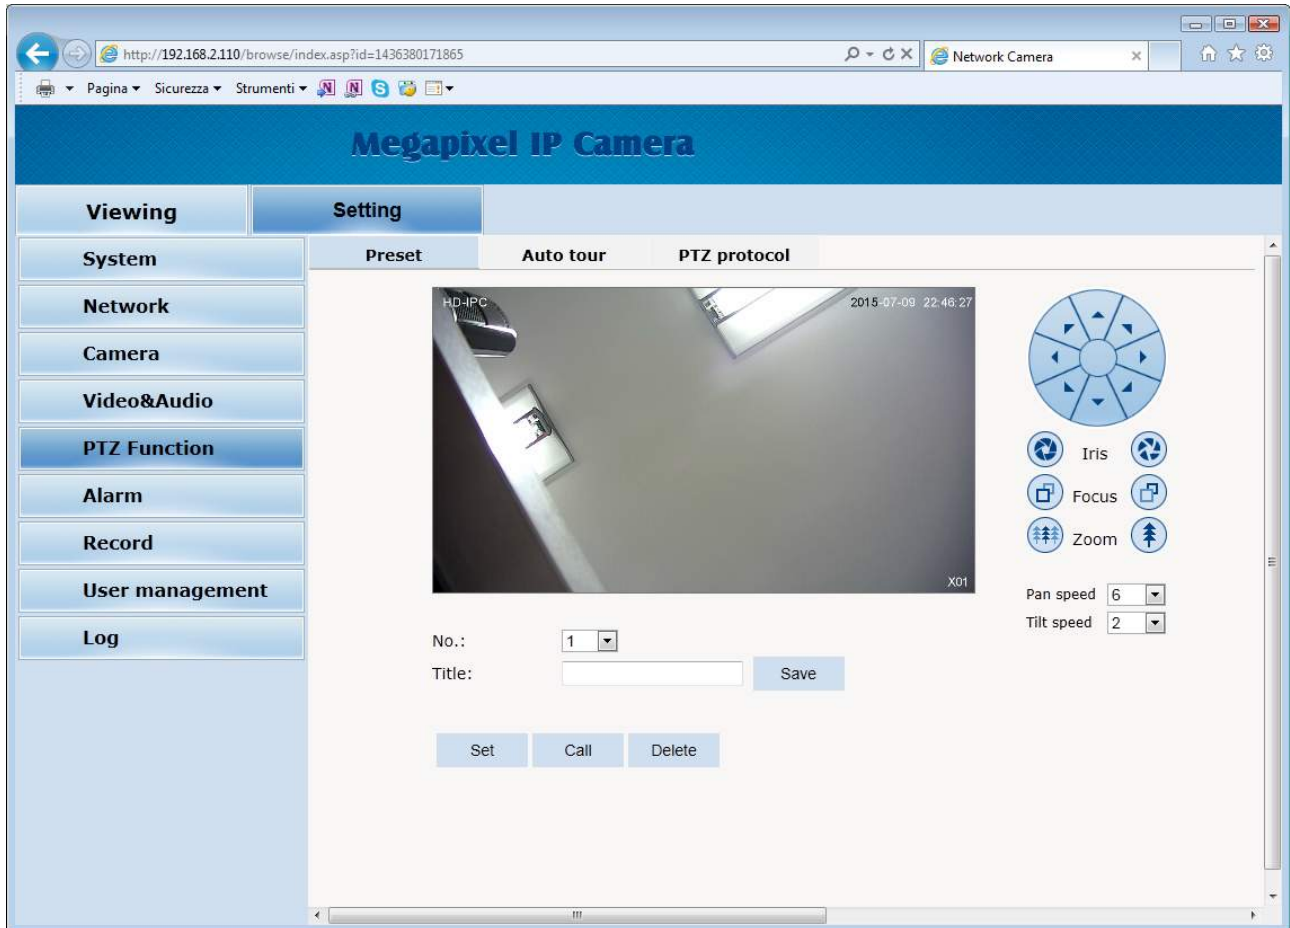 http://192.168.2.110/browse/index.asp?id=1436380171865
Network Camera
Pagina Sicurezza Strumenti
Megapixel IP Camera
Viewing Setting
System
Network
Camera
Video&Audio
PTZ Function
Alarm
Record
User management
Log
Preset Auto tour PTZ protocol
HD-IPC 2015-07-09 22:46:27
X01
Iris
Focus
Zoom
Pan speed 6
Tilt speed 2
No.: 1
Title: Save
Set Call Delete